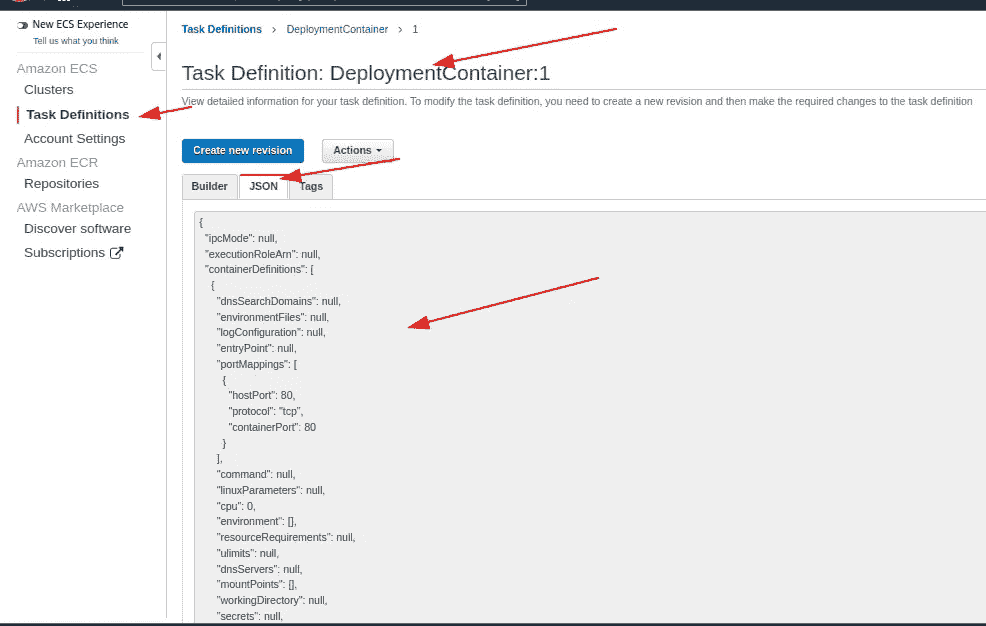 New ECS Experience
Tell us what you think
Amazon ECS
Clusters
Task Definitions
Account Settings
Amazon ECR
Repositories
AWS Marketplace
Discover software
Subscriptions
Task Definitions > DeploymentContainer > 1
Task Definition: DeploymentContainer:1
View detailed information for your task definition. To modify the task definition, you need to create a new revision and then make the required changes to the task definition
Create new revision Actions
Builder JSON Tags
{
"ipcMode": null,
"executionRoleArn": null,
"containerDefinitions": [
{
"dnsSearchDomains": null,
"environmentFiles": null,
"logConfiguration": null,
"entryPoint": null,
"portMappings": [
{
"hostPort": 80,
"protocol": "tcp",
"containerPort": 80
}
],
"command": null,
"linuxParameters": null,
"cpu": 0,
"environment": [],
"resourceRequirements": null,
"ulimits": null,
"dnsServers": null,
"mountPoints": [],
"workingDirectory": null,
"secrets": null,